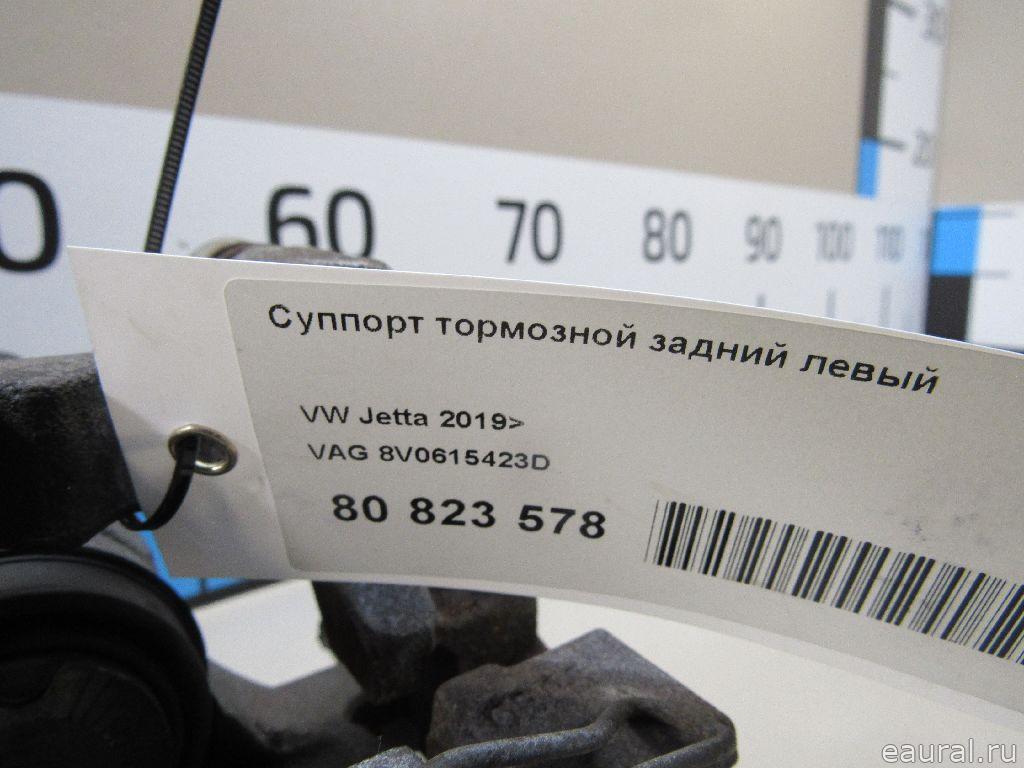 60 70 80 90 100 110
Суппорт тормозной задний левый
VW Jetta 2019>
VAG 8V0615423D
80 823 578
eaural.ru